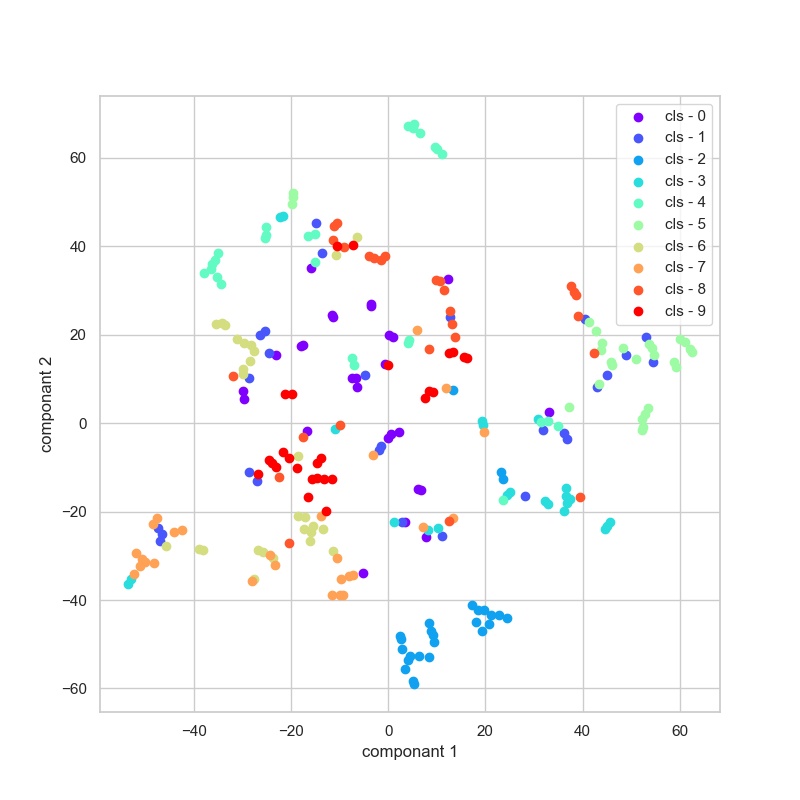 cls - 0
cls - 1
cls - 2
cls - 3
cls - 4
cls - 5
cls - 6
cls - 7
cls - 8
cls - 9
60
40
20
0
−20
−40
−60
componant 2
−40 −20 0 20 40 60
componant 1